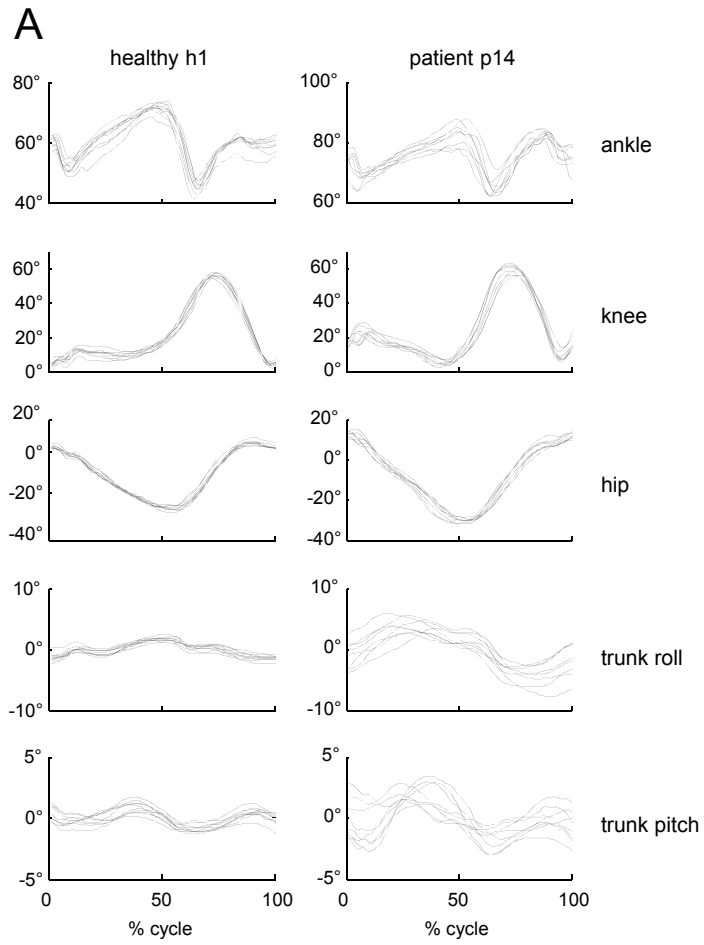 A
healthy h1 patient p14
80° 100°
60° 80° ankle
40° 60°
60° 60°
40° 40° knee
20° 20°
0° 0°
20° 20°
0° 0°
-20° -20° hip
-40° -40°
10° 10°
0° 0° trunk roll
-10° -10°
5° 5°
0° 0° trunk pitch
-5° -5°
0 50 100 0 50 100
% cycle % cycle